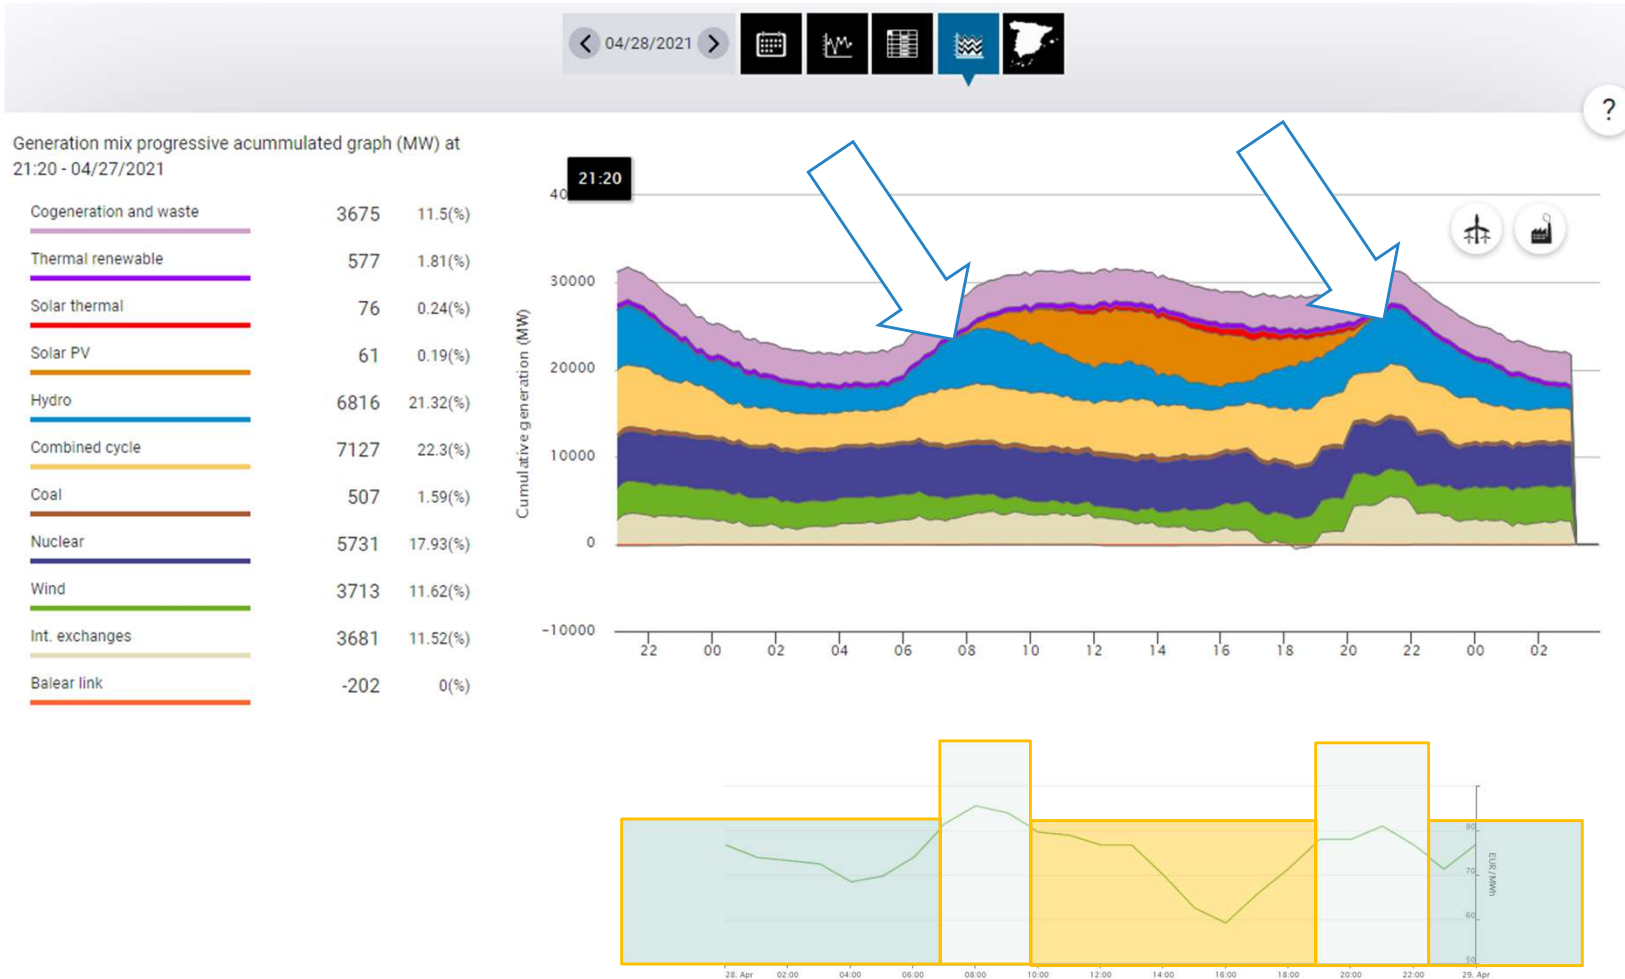 04/28/2021
?
Generation mix progressive acummulated graph (MW) at
21:20 - 04/27/2021
Cogeneration and waste 3675 11.5(%)
Thermal renewable 577 1.81(%)
Solar thermal 76 0.24(%)
Solar PV 61 0.19(%)
Hydro 6816 21.32(%)
Combined cycle 7127 22.3(%)
Coal 507 1.59(%)
Nuclear 5731 17.93(%)
Wind 3713 11.62(%)
Int. exchanges 3681 11.52(%)
Balear link -202 0(%)
21:20
40
30000
20000
10000
0
-10000
Cumulative generation (MW)
22 00 02 04 06 08 10 12 14 16 18 20 22 00 02
80
70
60
50
EUR/MWh
28. Apr 02:00 04:00 06:00 08:00 10:00 12:00 14:00 16:00 18:00 20:00 22:00 29. Apr